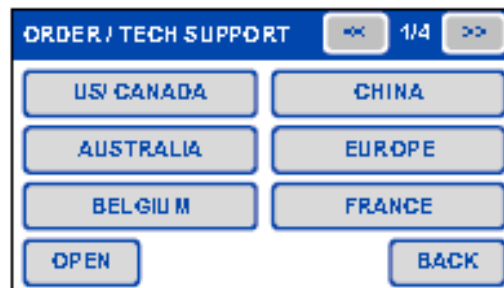 ORDER / TECH SUPPORT << 1/4 >>
US/ CANADA CHINA
AUSTRALIA EUROPE
BELGIUM FRANCE
OPEN BACK